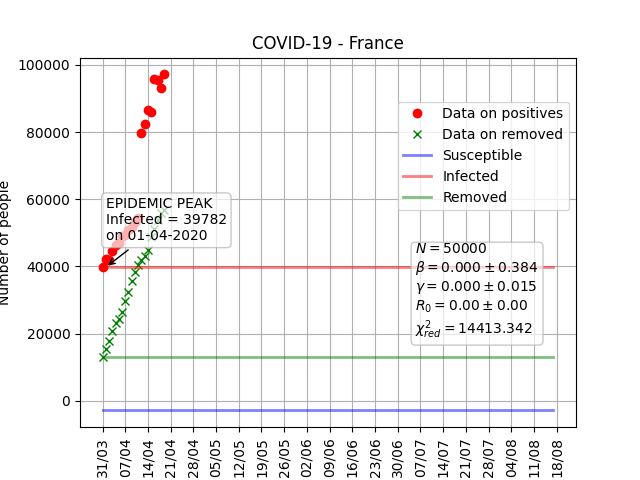 COVID-19 - France
Number of people
100000
80000
60000
40000
20000
0
EPIDEMIC PEAK
Infected = 39782
on 01-04-2020
Data on positives
Data on removed
Susceptible
Infected
Removed
N = 50000
β = 0.000 ± 0.384
γ = 0.000 ± 0.015
R₀ = 0.00 ± 0.00
χ²_red = 14413.342
31/03
07/04
14/04
21/04
28/04
05/05
12/05
19/05
26/05
02/06
09/06
16/06
23/06
30/06
07/07
14/07
21/07
28/07
04/08
11/08
18/08